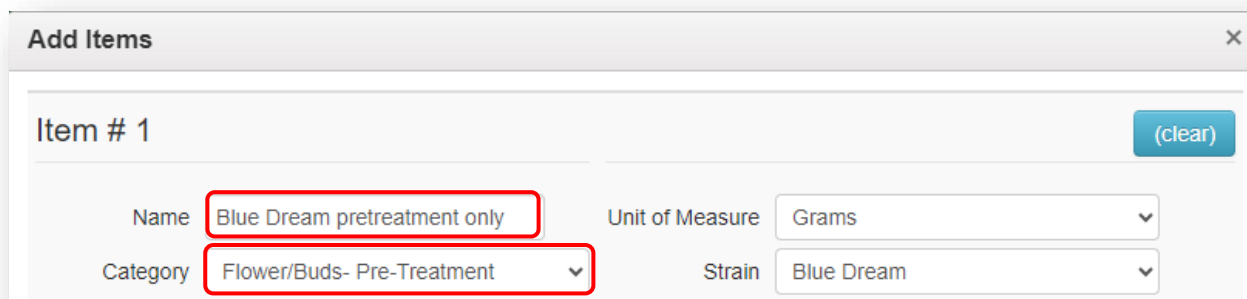 Add Items ×
Item # 1 (clear)
Name Blue Dream pretreatment only Unit of Measure Grams
Category Flower/Buds- Pre-Treatment Strain Blue Dream